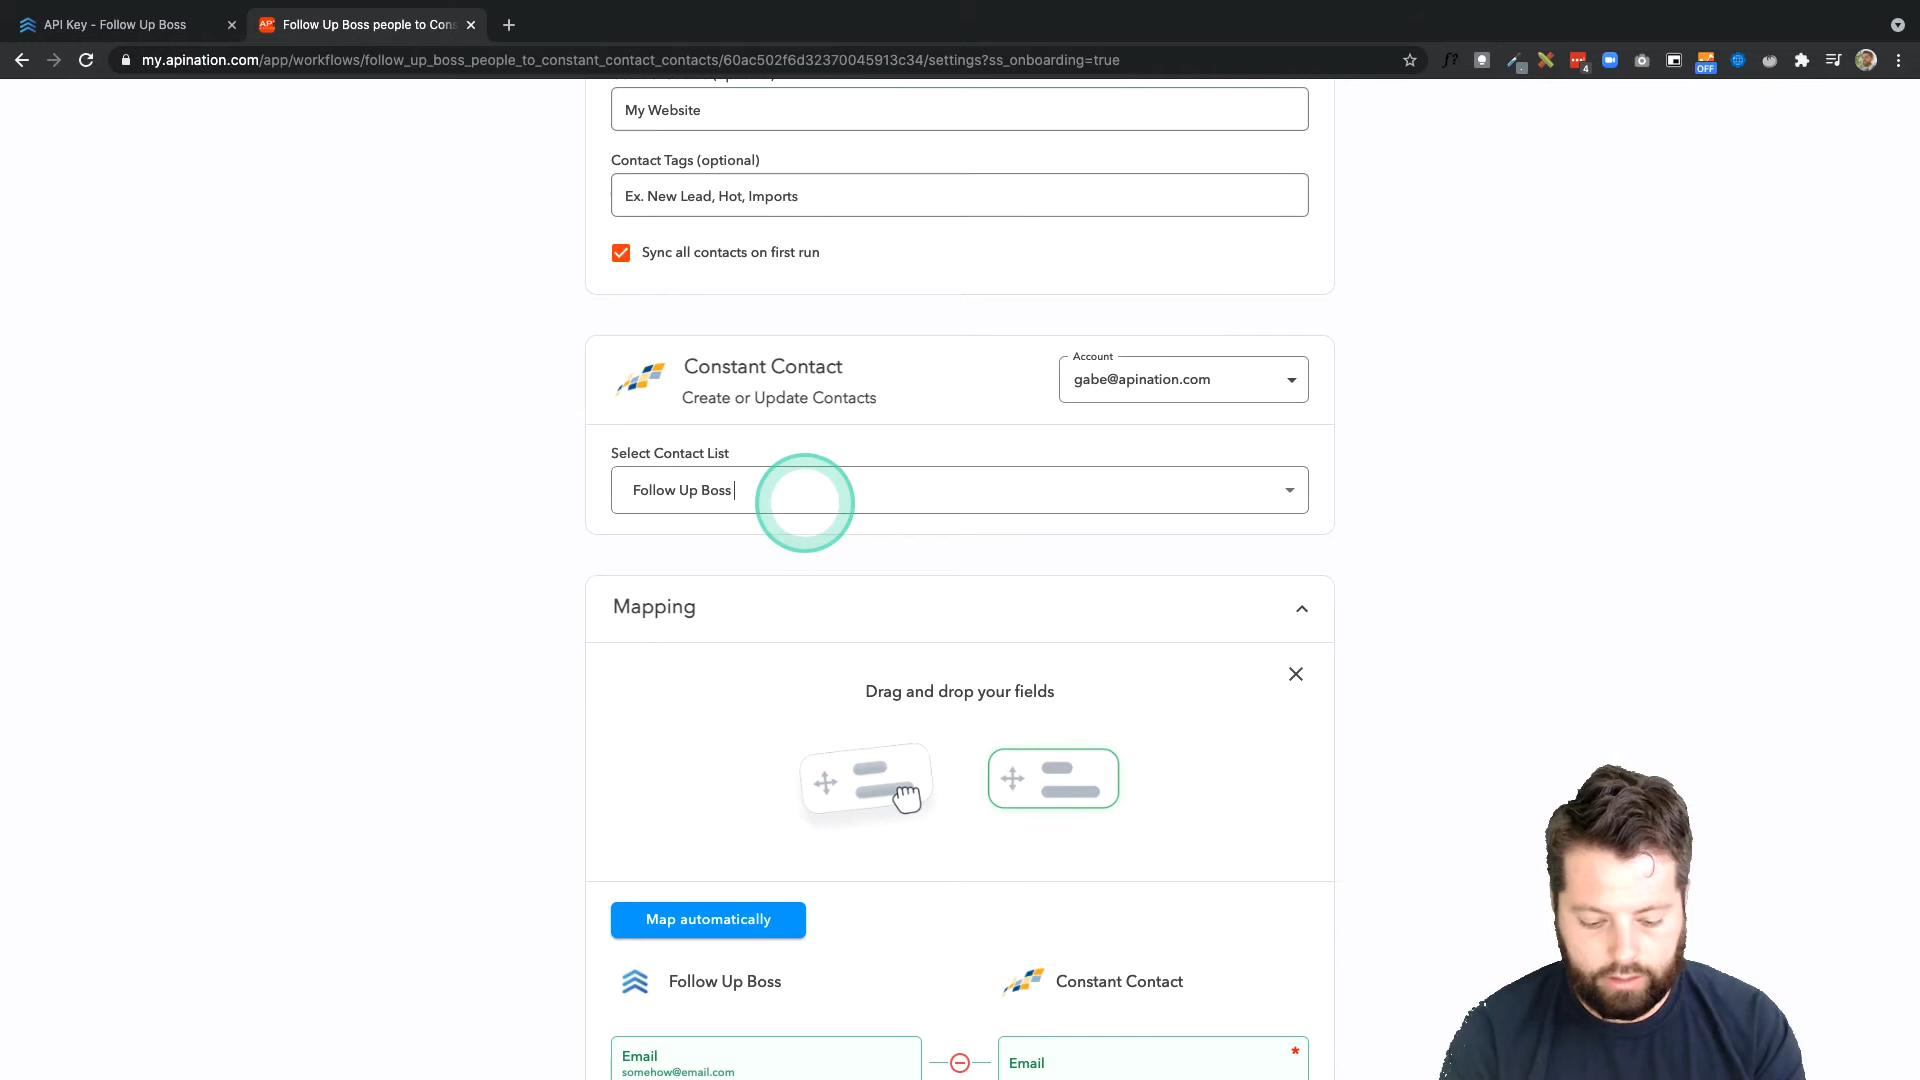 API Key - Follow Up Boss
Follow Up Boss people to Cons
my.apination.com/app/workflows/follow_up_boss_people_to_constant_contact_contacts/60ac502f6d32370045913c34/settings?ss_onboarding=true
My Website
Contact Tags (optional)
Ex. New Lead, Hot, Imports
Sync all contacts on first run
Constant Contact
Create or Update Contacts
Account
gabe@apination.com
Select Contact List
Follow Up Boss
Mapping
Drag and drop your fields
Map automatically
Follow Up Boss
Constant Contact
Email
somehow@email.com
Email
*